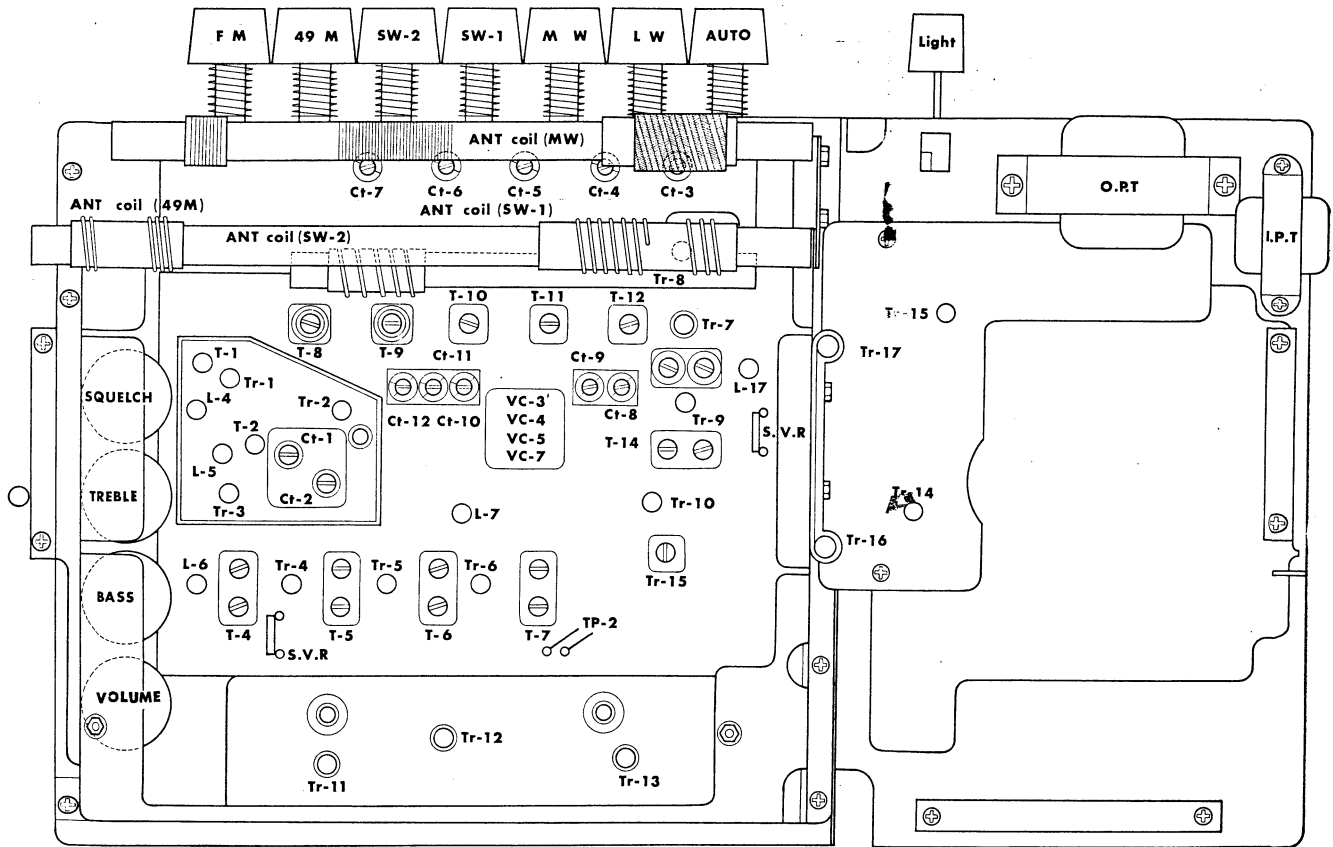 F M 49 M SW-2 SW-1 M W L W AUTO Light
ANT coil (MW)
Ct-7 Ct-6 Ct-5 Ct-4 Ct-3 O.P.T
ANT coil (49M) ANT coil (SW-1)
ANT coil (SW-2) I.P.T
Tr-8
T-10 T-11 T-12
Tr-7 Tr-15
T-8 T-9 Ct-11 Ct-9 Tr-17
T-1 L-17
Tr-1
SQUELCH L-4 Tr-2 Ct-12 Ct-10 VC-3' Ct-8 Tr-9
VC-4
T-2 Ct-1 VC-5 T-14 S.V.R
VC-7
L-5
TREBLE Ct-2 Tr-14
Tr-3 L-7 Tr-10
Tr-16
L-6 Tr-4 Tr-5 Tr-6 Tr-15
BASS
T-4 T-5 T-6 T-7 TP-2
S.V.R
VOLUME
Tr-12
Tr-11 Tr-13